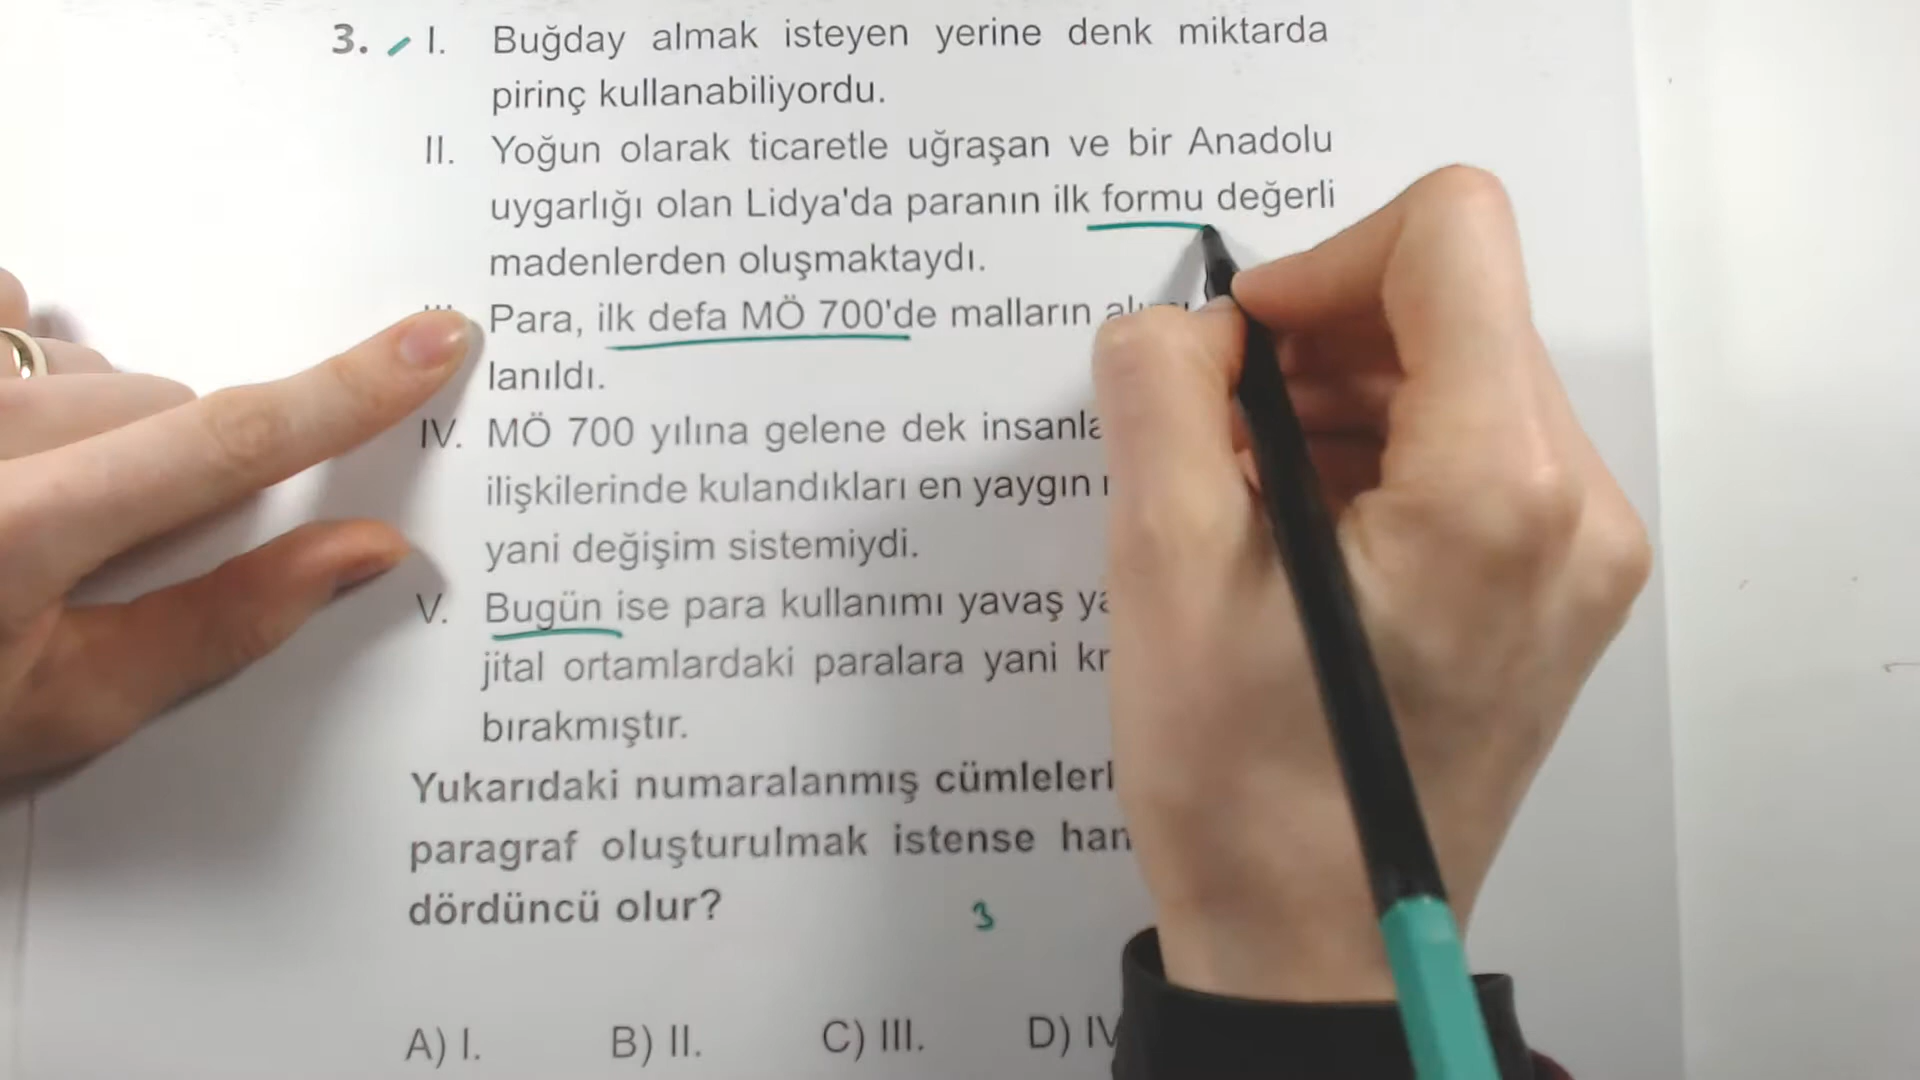 3. I. Buğday almak isteyen yerine denk miktarda
pirinç kullanabiliyordu.
II. Yoğun olarak ticaretle uğraşan ve bir Anadolu
uygarlığı olan Lidya'da paranın ilk formu değerli
madenlerden oluşmaktaydı.
Para, ilk defa MÖ 700'de malların
lanıldı.
IV. MÖ 700 yılına gelene dek
ilişkilerinde kulandıkları en yaygın
yani değişim sistemiydi.
V. Bugün ise para kullanımı yavaş
jital ortamlardaki paralara yani
bırakmıştır.
Yukarıdaki numaralanmış
paragraf oluşturulmak istense
dördüncü olur?
3
A) I. B) II. C) III. D)